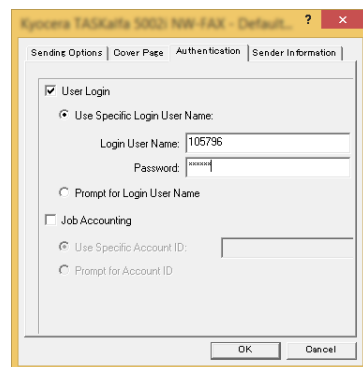 Kyocera TASKalfa 5002i NW-FAX - Default... ? ×
Sending Options Cover Page Authentication Sender Information
User Login
Use Specific Login User Name:
Login User Name: 105796
Password: ******
Prompt for Login User Name
Job Accounting
Use Specific Account ID:
Prompt for Account ID
OK Cancel